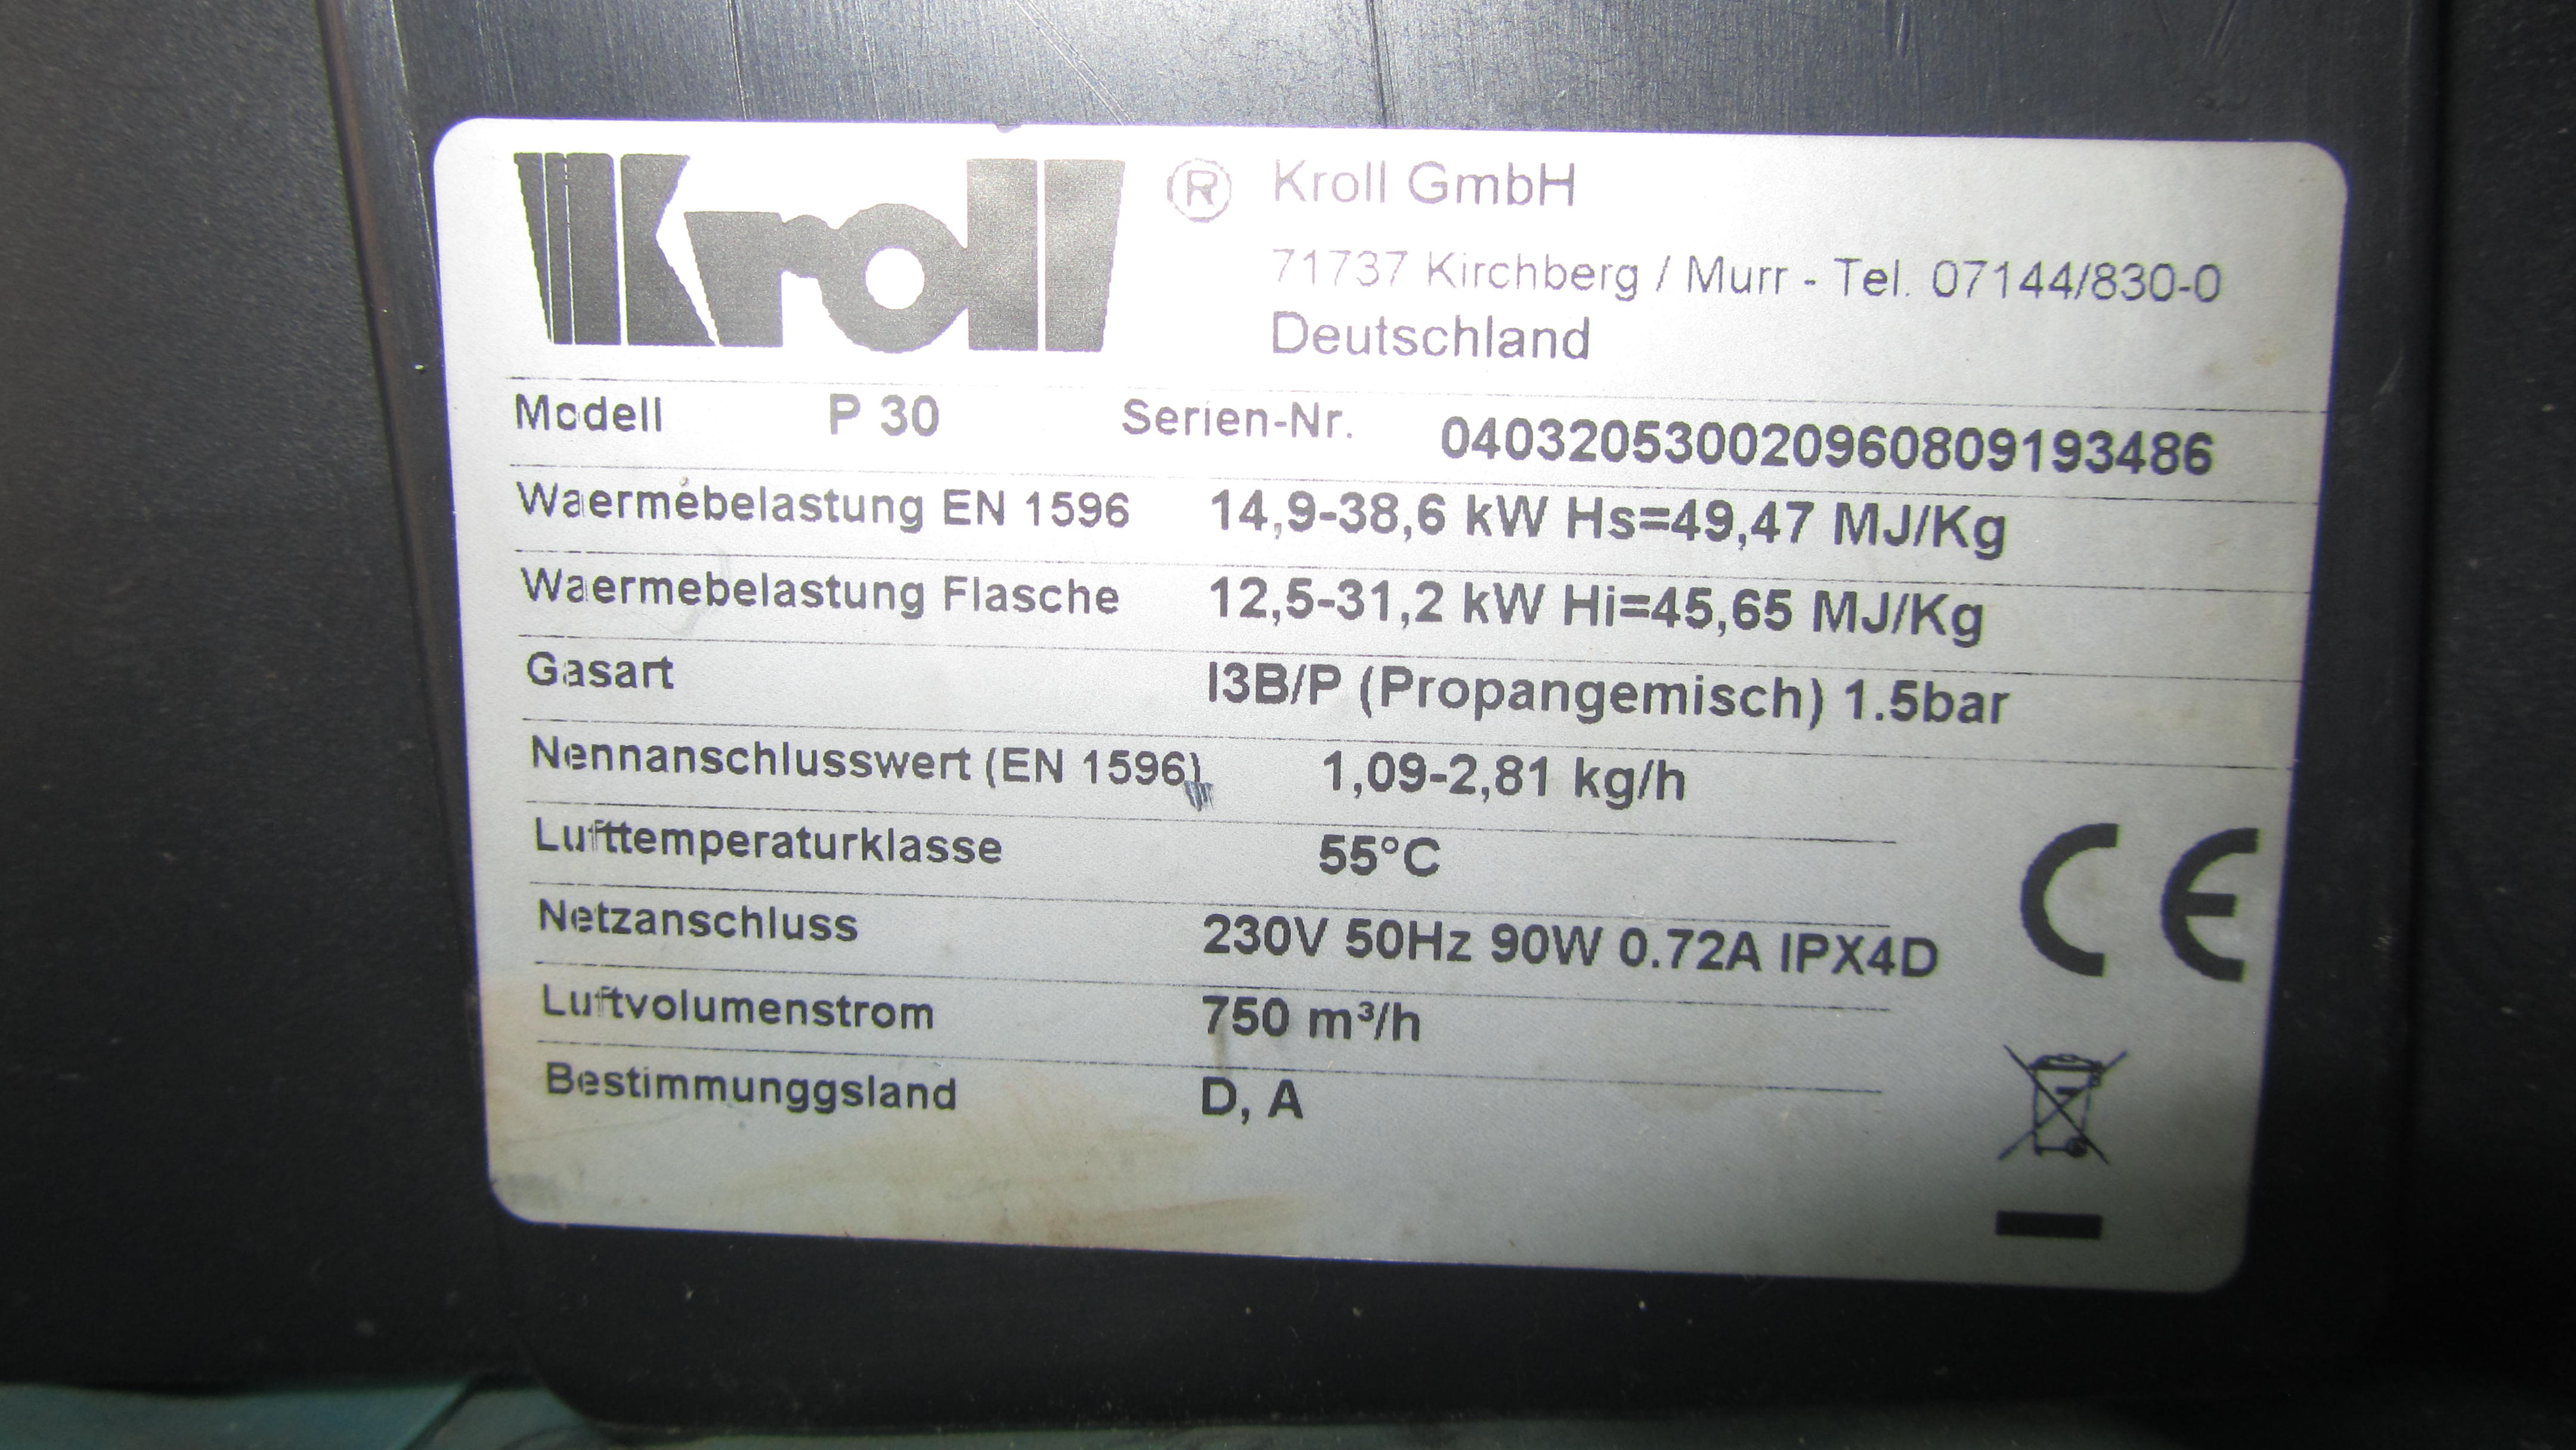 Kroll ® Kroll GmbH
71737 Kirchberg / Murr - Tel. 07144/830-0
Deutschland
Modell P 30 Serien-Nr. 040320530020960809193486
Waermebelastung EN 1596 14,9-38,6 kW Hs=49,47 MJ/Kg
Waermebelastung Flasche 12,5-31,2 kW Hi=45,65 MJ/Kg
Gasart I3B/P (Propangemisch) 1.5bar
Nennanschlusswert (EN 1596) 1,09-2,81 kg/h
Lufttemperaturklasse 55°C
Netzanschluss 230V 50Hz 90W 0.72A IPX4D
Luftvolumenstrom 750 m³/h
Bestimmunggsland D, A
CE